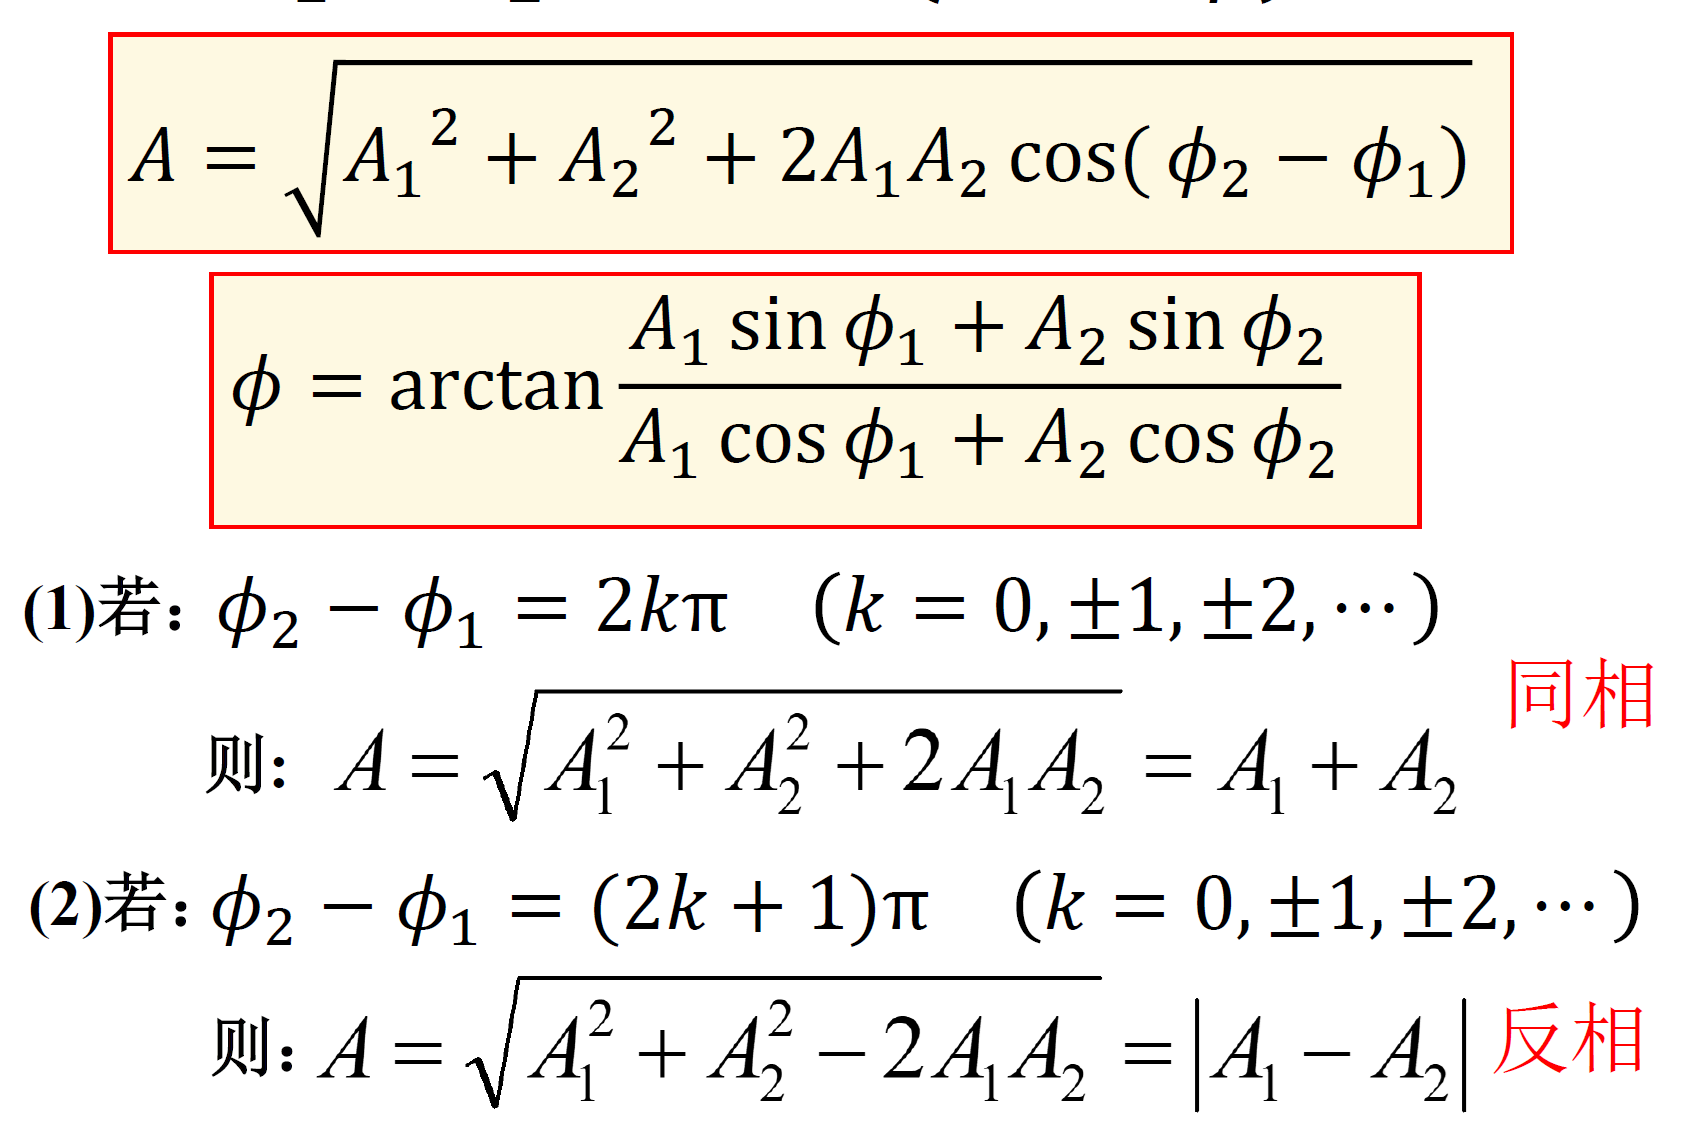 A = √(A₁² + A₂² + 2A₁A₂ cos( ϕ₂ − ϕ₁))
ϕ = arctan (A₁ sin ϕ₁ + A₂ sin ϕ₂)/(A₁ cos ϕ₁ + A₂ cos ϕ₂)
(1)若：ϕ₂ − ϕ₁ = 2kπ (k = 0, ±1, ±2, ⋯ )
同相
则：A = √(A₁² + A₂² + 2A₁A₂) = A₁ + A₂
(2)若：ϕ₂ − ϕ₁ = (2k + 1)π (k = 0, ±1, ±2, ⋯ )
则：A = √(A₁² + A₂² − 2A₁A₂) = |A₁ − A₂| 反相